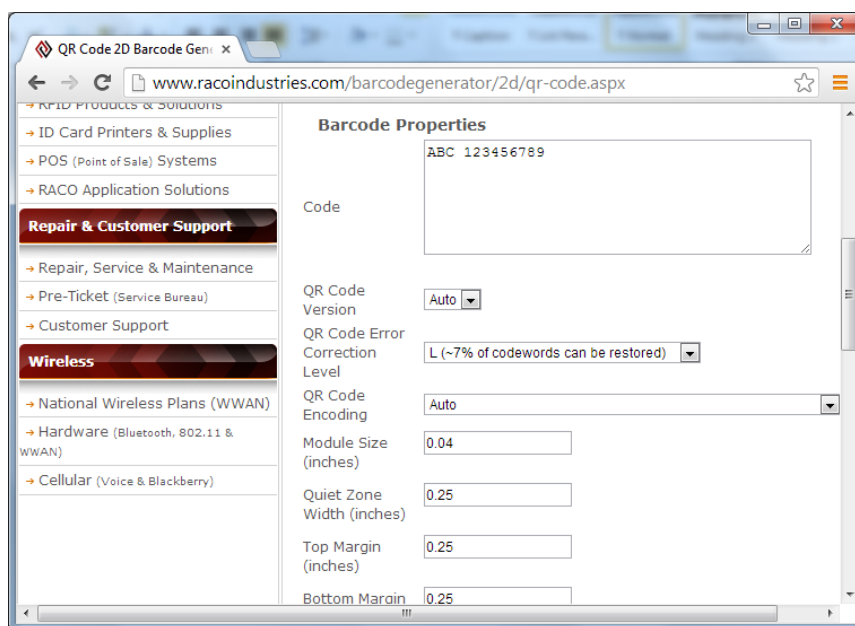 QR Code 2D Barcode Gen
www.racoindustries.com/barcodegenerator/2d/qr-code.aspx
RFID Products & Solutions
ID Card Printers & Supplies
POS (Point of Sale) Systems
RACO Application Solutions
Repair & Customer Support
Repair, Service & Maintenance
Pre-Ticket (Service Bureau)
Customer Support
Wireless
National Wireless Plans (WWAN)
Hardware (Bluetooth, 802.11 &
WWAN)
Cellular (Voice & Blackberry)
Barcode Properties
Code
ABC 123456789
QR Code
Version
Auto
QR Code Error
Correction
Level
L (~7% of codewords can be restored)
QR Code
Encoding
Auto
Module Size
(inches)
0.04
Quiet Zone
Width (inches)
0.25
Top Margin
(inches)
0.25
Bottom Margin
0.25